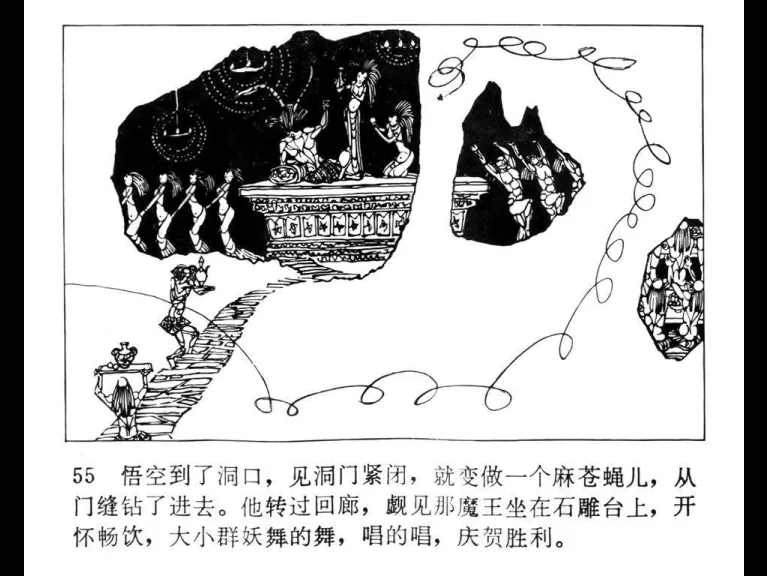 55 悟空到了洞口，见洞门紧闭，就变做一个麻苍蝇儿，从
门缝钻了进去。他转过回廊，觑见那魔王坐在石雕台上，开
怀畅饮，大小群妖舞的舞，唱的唱，庆贺胜利。